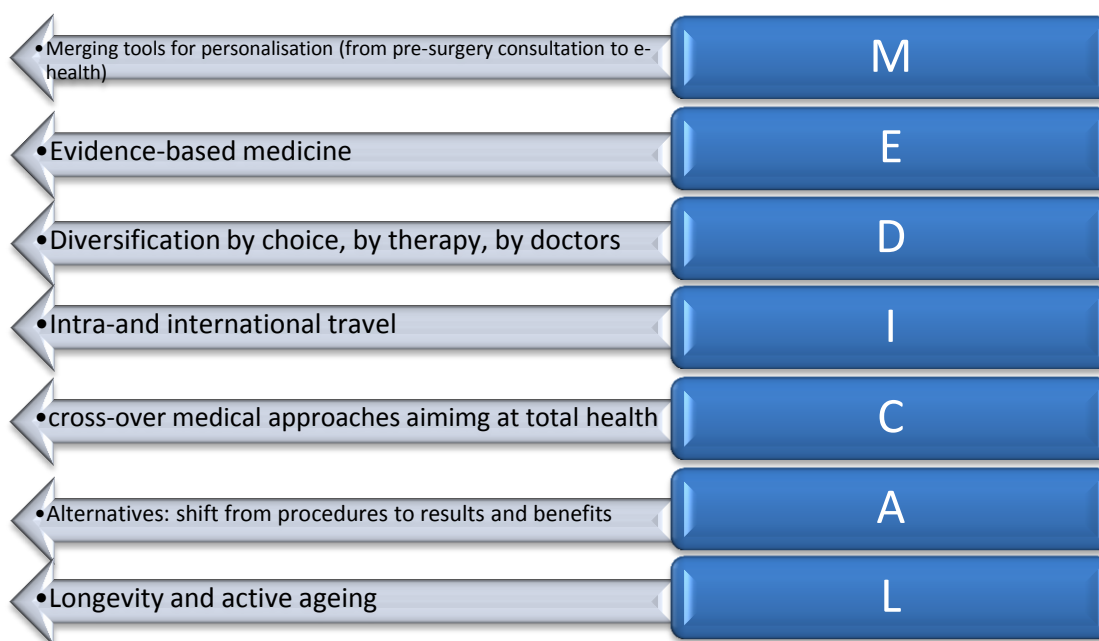 •Merging tools for personalisation (from pre-surgery consultation to e-
health)
M
•Evidence-based medicine
E
•Diversification by choice, by therapy, by doctors
D
•Intra-and international travel
I
•cross-over medical approaches aimimg at total health
C
•Alternatives: shift from procedures to results and benefits
A
•Longevity and active ageing
L